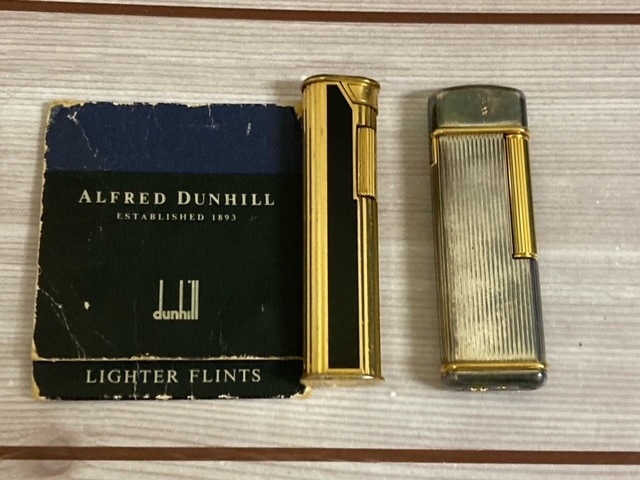 ALFRED DUNHILL
ESTABLISHED 1893
dunhill
LIGHTER FLINTS